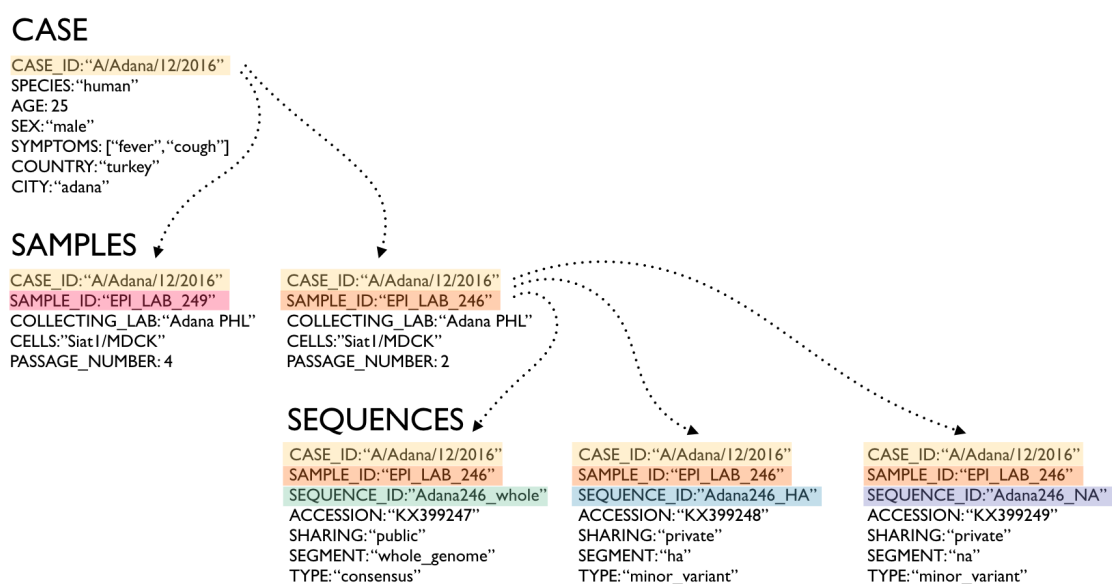 CASE
CASE_ID:“A/Adana/12/2016”
SPECIES:“human”
AGE: 25
SEX:“male”
SYMPTOMS: [“fever”,“cough”]
COUNTRY:“turkey”
CITY:“adana”
SAMPLES
CASE_ID:“A/Adana/12/2016”
SAMPLE_ID:“EPI_LAB_249”
COLLECTING_LAB:“Adana PHL”
CELLS:”Siat1/MDCK”
PASSAGE_NUMBER: 4
CASE_ID:“A/Adana/12/2016”
SAMPLE_ID:“EPI_LAB_246”
COLLECTING_LAB:“Adana PHL”
CELLS:”Siat1/MDCK”
PASSAGE_NUMBER: 2
SEQUENCES
CASE_ID:“A/Adana/12/2016”
SAMPLE_ID:“EPI_LAB_246”
SEQUENCE_ID:”Adana246_whole”
ACCESSION:“KX399247”
SHARING:“public”
SEGMENT:“whole_genome”
TYPE:“consensus”
CASE_ID:“A/Adana/12/2016”
SAMPLE_ID:“EPI_LAB_246”
SEQUENCE_ID:”Adana246_HA”
ACCESSION:“KX399248”
SHARING:“private”
SEGMENT:“ha”
TYPE:“minor_variant”
CASE_ID:“A/Adana/12/2016”
SAMPLE_ID:“EPI_LAB_246”
SEQUENCE_ID:”Adana246_NA”
ACCESSION:“KX399249”
SHARING:“private”
SEGMENT:“na”
TYPE:“minor_variant”